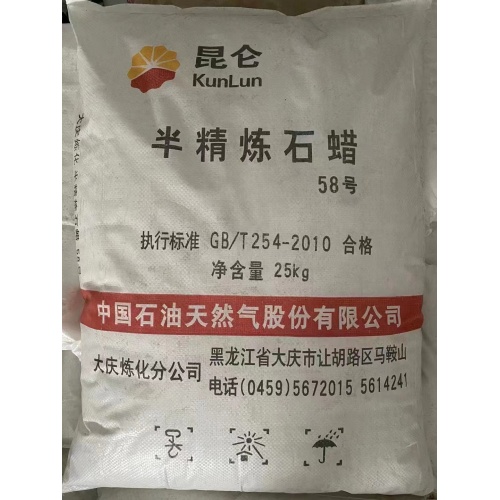 昆仑
KunLun
半精炼石蜡
58号
执行标准 GB/T254-2010 合格
净含量 25kg
中国石油天然气股份有限公司
大庆炼化分公司
黑龙江省大庆市让胡路区马鞍山
电话(0459)5672015 5614241